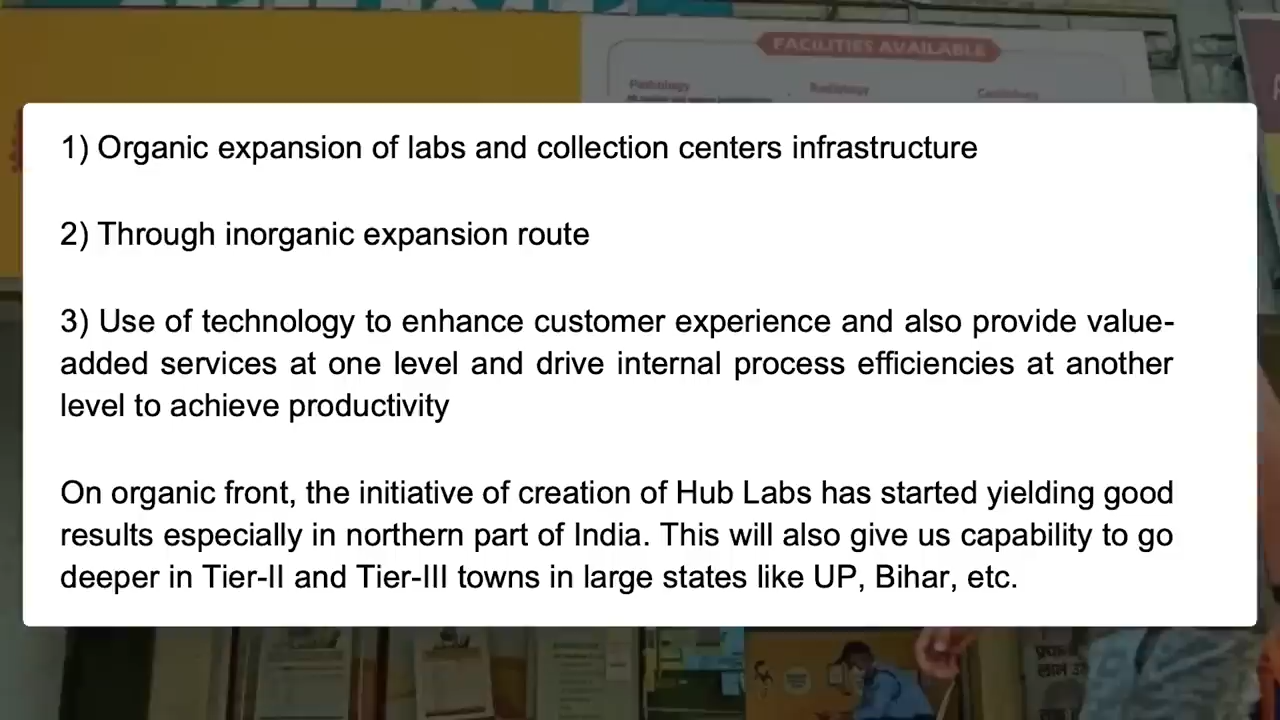 FACILITIES AVAILABLE
Pathology
Radiology
Cardiology
1) Organic expansion of labs and collection centers infrastructure
2) Through inorganic expansion route
3) Use of technology to enhance customer experience and also provide value-
added services at one level and drive internal process efficiencies at another
level to achieve productivity
On organic front, the initiative of creation of Hub Labs has started yielding good
results especially in northern part of India. This will also give us capability to go
deeper in Tier-II and Tier-III towns in large states like UP, Bihar, etc.